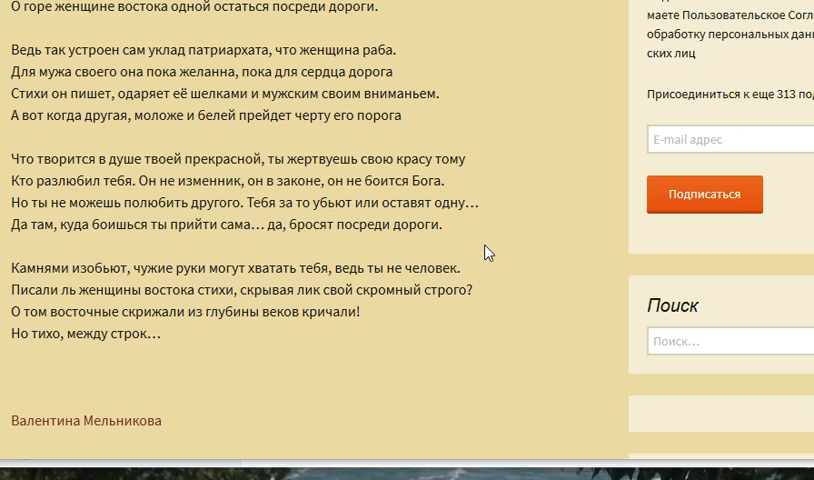 О горе женщине востока одной остаться посреди дороги.
Ведь так устроен сам уклад патриархата, что женщина раба.
Для мужа своего она пока желанна, пока для сердца дорога
Стихи он пишет, одаряет её шелками и мужским своим вниманьем.
А вот когда другая, моложе и белей прейдет черту его порога
Что творится в душе твоей прекрасной, ты жертвуешь свою красу тому
Кто разлюбил тебя. Он не изменник, он в законе, он не боится Бога.
Но ты не можешь полюбить другого. Тебя за то убьют или оставят одну…
Да там, куда боишься ты прийти сама… да, бросят посреди дороги.
Камнями изобьют, чужие руки могут хватать тебя, ведь ты не человек.
Писали ль женщины востока стихи, скрывая лик свой скромный строго?
О том восточные скрижали из глубины веков кричали!
Но тихо, между строк…
Валентина Мельникова
маете Пользовательское Согл
обработку персональных дан
ских лиц
Присоединиться к еще 313 по
E-mail адрес
Подписаться
Поиск
Поиск…